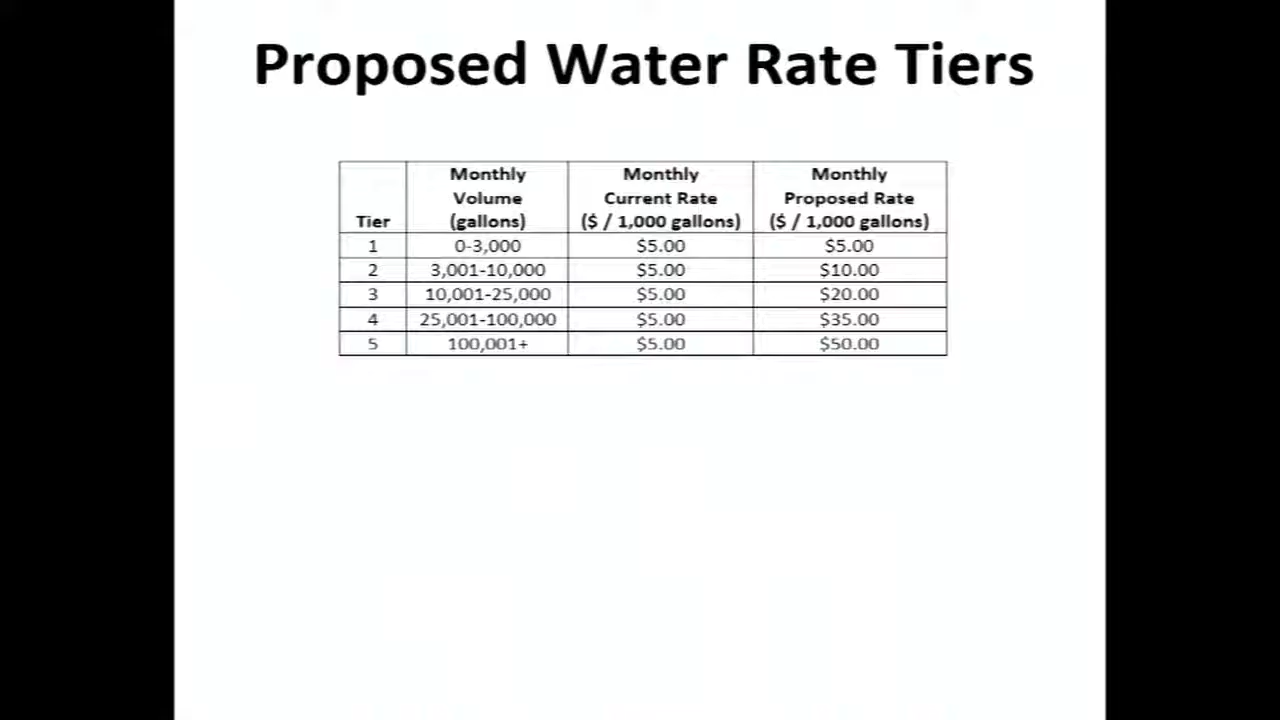 Proposed Water Rate Tiers
Tier | Monthly Volume (gallons) | Monthly Current Rate ($ / 1,000 gallons) | Monthly Proposed Rate ($ / 1,000 gallons)
1 | 0-3,000 | $5.00 | $5.00
2 | 3,001-10,000 | $5.00 | $10.00
3 | 10,001-25,000 | $5.00 | $20.00
4 | 25,001-100,000 | $5.00 | $35.00
5 | 100,001+ | $5.00 | $50.00